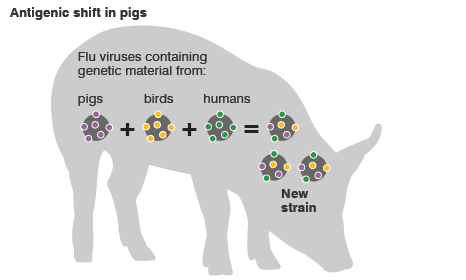 Antigenic shift in pigs
Flu viruses containing
genetic material from:
pigs birds humans
+ + =
New
strain